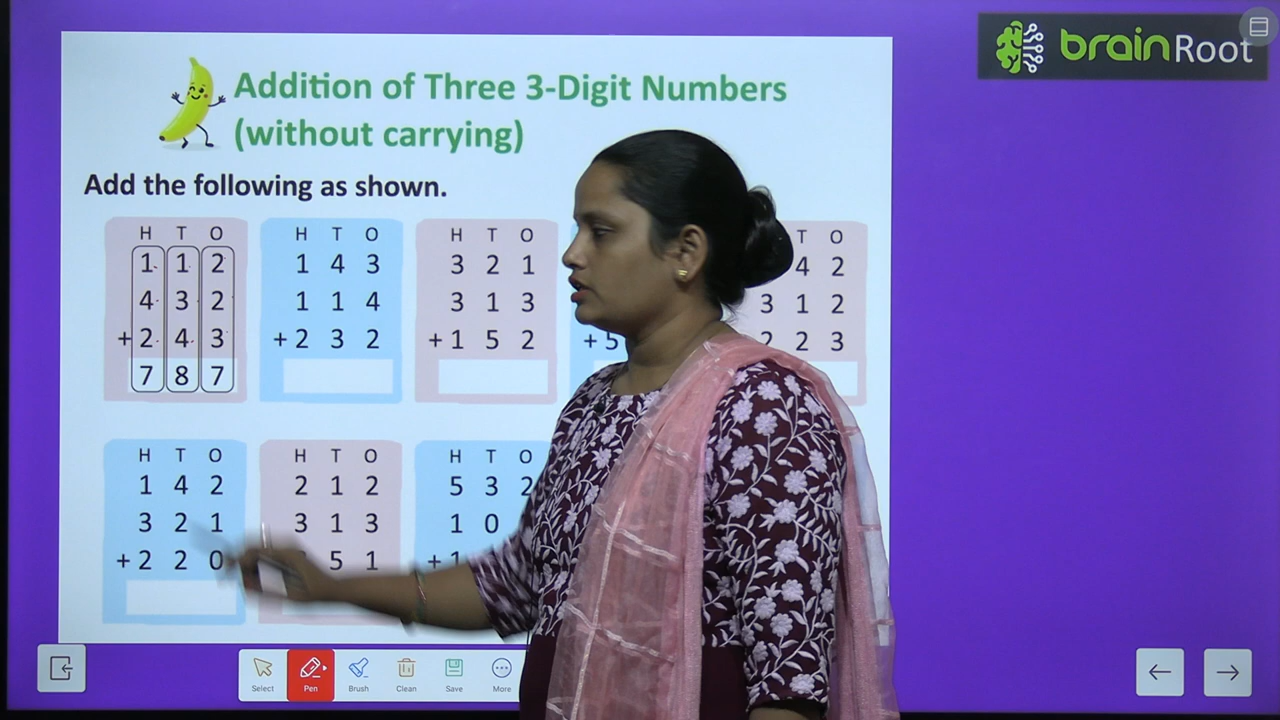 brainRoot
Addition of Three 3-Digit Numbers
(without carrying)
Add the following as shown.
H T O
1 1 2
4 3 2
+ 2 4 3
7 8 7
H T O
1 4 3
1 1 4
+ 2 3 2
H T O
3 2 1
3 1 3
+ 1 5 2
+ 5
T O
4 2
3 1 2
2 2 3
H T O
1 4 2
3 2 1
+ 2 2 0
H T O
2 1 2
3 1 3
5 1
H T O
5 3 2
1 0
+ 1
Select Pen Brush Clean Save More